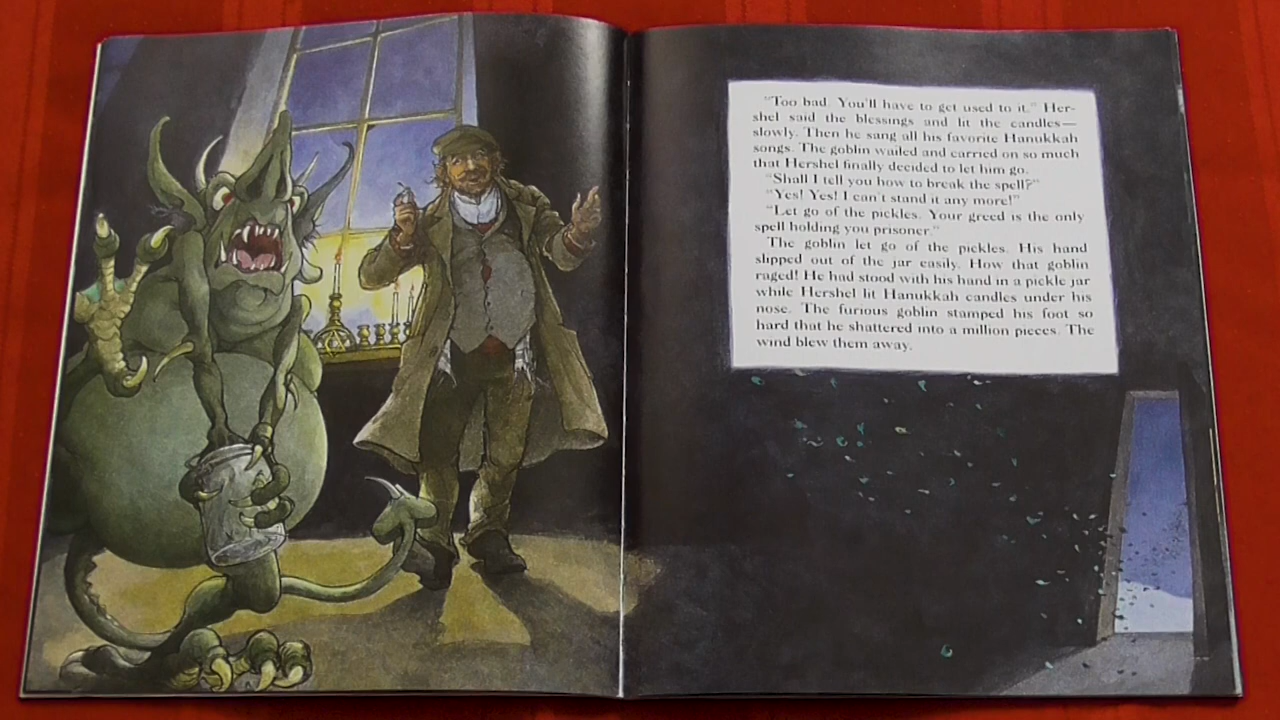 "Too bad. You'll have to get used to it." Her-
shel said the blessings and lit the candles—
slowly. Then he sang all his favorite Hanukkah
songs. The goblin wailed and carried on so much
that Hershel finally decided to let him go.
"Shall I tell you how to break the spell?"
"Yes! Yes! I can't stand it any more!"
"Let go of the pickles. Your greed is the only
spell holding you prisoner."
The goblin let go of the pickles. His hand
slipped out of the jar easily. How that goblin
raged! He had stood with his hand in a pickle jar
while Hershel lit Hanukkah candles under his
nose. The furious goblin stamped his foot so
hard that he shattered into a million pieces. The
wind blew them away.